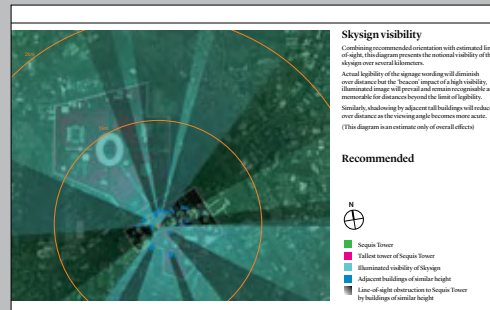 Skysign visibility
Combining recommended orientation with estimated line
of-sight, this diagram presents the notional visibility of th
skysign over several kilometers.
Actual legibility of the signage wording will diminish
over distance but the 'beacon' impact of a high visibility,
illuminated image will prevail and remain recognisable a
memorable for distances beyond the limit of legibility.
Similarly, shadowing by adjacent tall buildings will reduc
over distance as the viewing angle becomes more acute.
(This diagram is an estimate only of overall effects)
Recommended
N
Sequis Tower
Tallest tower of Sequis Tower
Illuminated visibility of Skysign
Adjacent buildings of similar height
Line-of-sight obstruction to Sequis Tower
by buildings of similar height